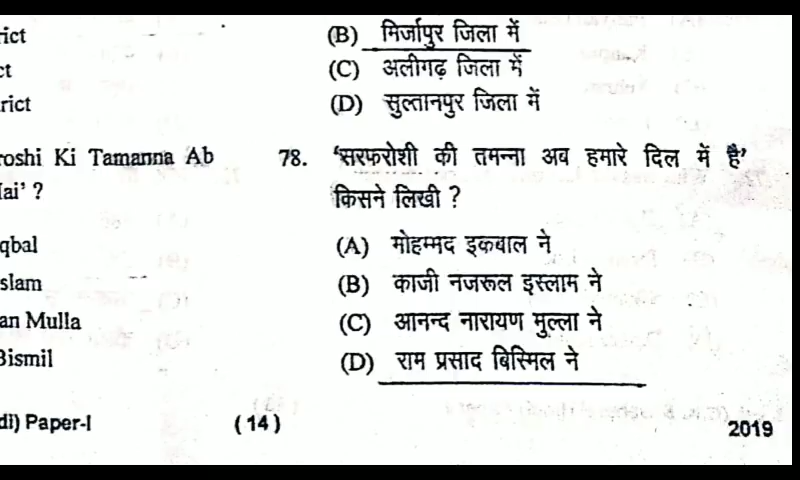 rict
(B) मिर्जापुर जिला में
ct
(C) अलीगढ़ जिला में
rict
(D) सुल्तानपुर जिला में
roshi Ki Tamanna Ab
78. ‘सरफरोशी की तमन्ना अब हमारे दिल में है’
Hai’ ?
किसने लिखी ?
qbal
(A) मोहम्मद इकबाल ने
slam
(B) काजी नजरूल इस्लाम ने
an Mulla
(C) आनन्द नारायण मुल्ला ने
Bismil
(D) राम प्रसाद बिस्मिल ने
di) Paper-I
(14)
2019